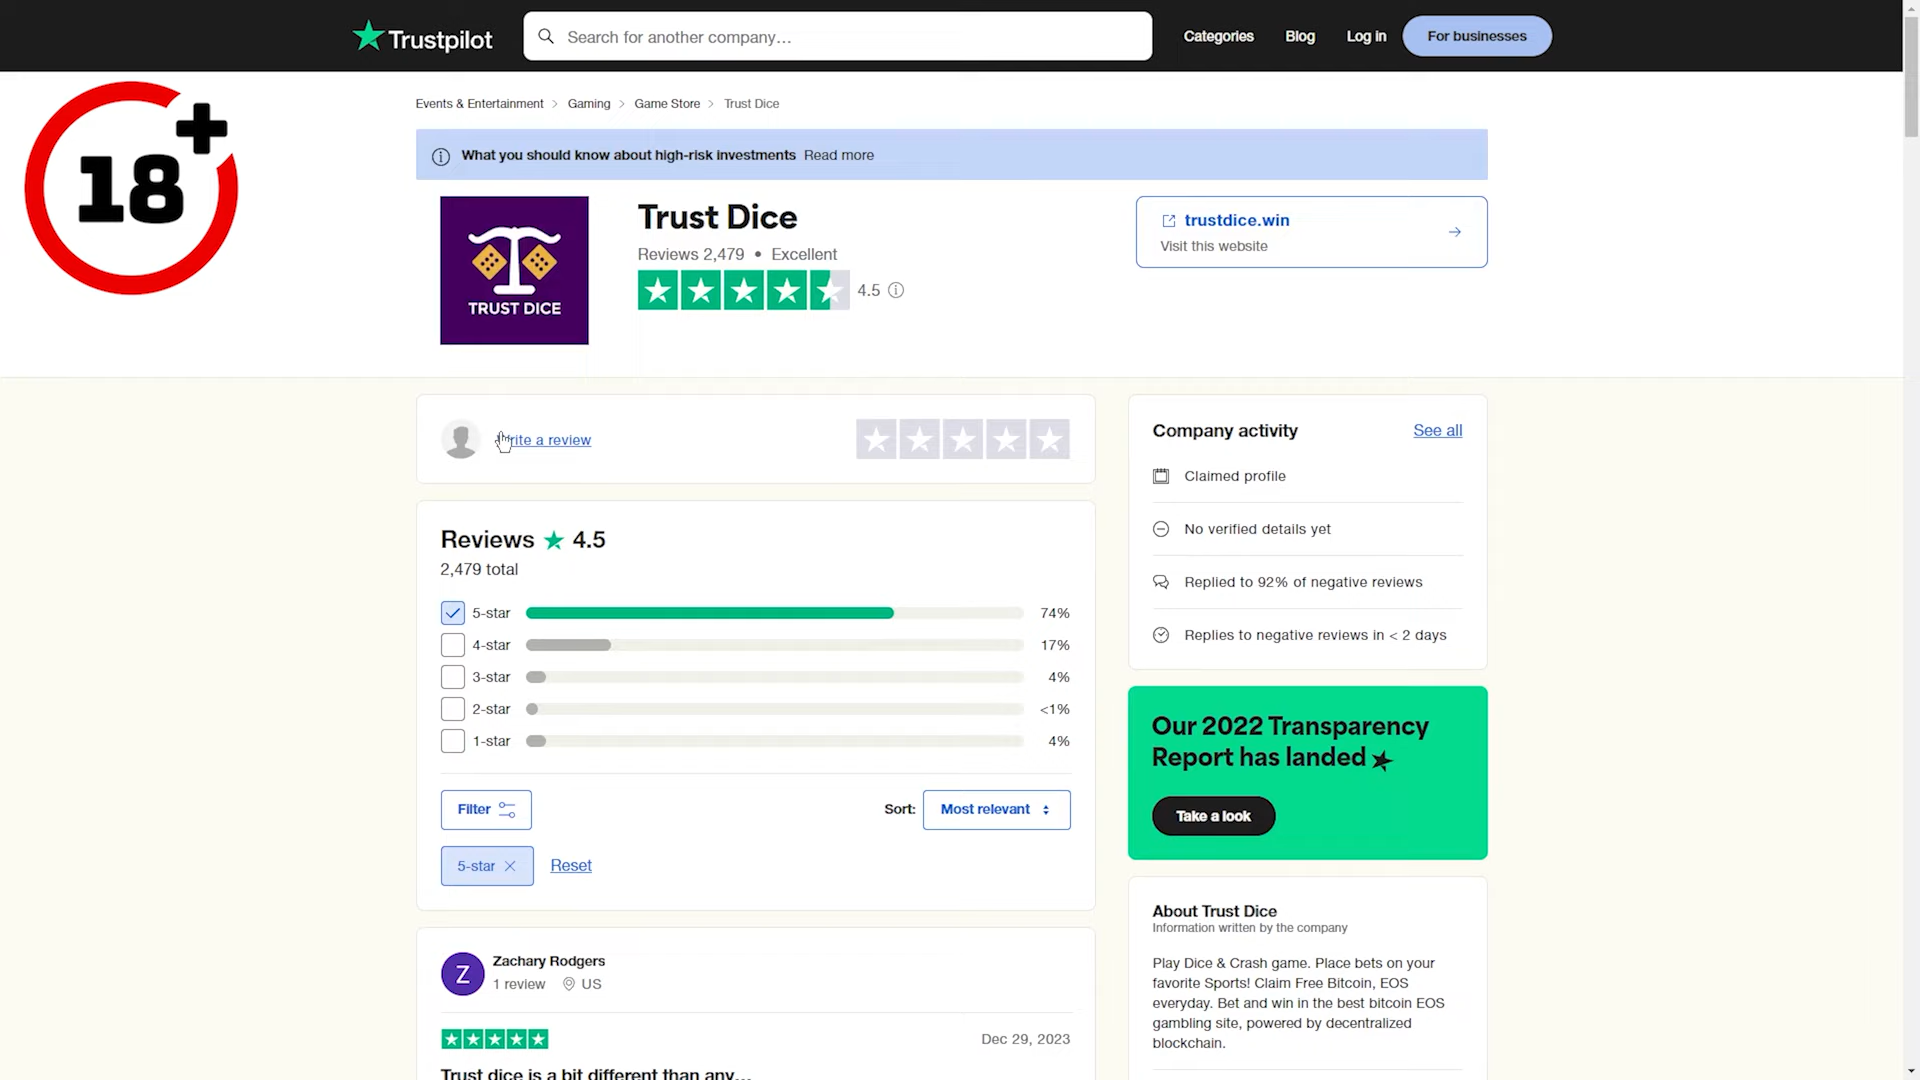 Trustpilot
Search for another company...
Categories
Blog
Log in
For businesses
18+
Events & Entertainment > Gaming > Game Store > Trust Dice
What you should know about high-risk investments Read more
TRUST DICE
Trust Dice
Reviews 2,479 • Excellent
4.5
trustdice.win
Visit this website
rite a review
Reviews ★ 4.5
2,479 total
5-star 74%
4-star 17%
3-star 4%
2-star <1%
1-star 4%
Filter
Sort: Most relevant
5-star
Reset
Z
Zachary Rodgers
1 review US
Dec 29, 2023
Trust dice is a bit different than any...
Company activity
See all
Claimed profile
No verified details yet
Replied to 92% of negative reviews
Replies to negative reviews in < 2 days
Our 2022 Transparency
Report has landed
Take a look
About Trust Dice
Information written by the company
Play Dice & Crash game. Place bets on your
favorite Sports! Claim Free Bitcoin, EOS
everyday. Bet and win in the best bitcoin EOS
gambling site, powered by decentralized
blockchain.